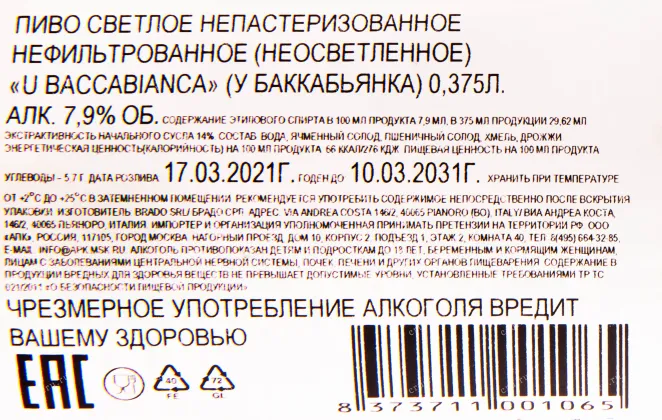 ПИВО СВЕТЛОЕ НЕПАСТЕРИЗОВАННОЕ
НЕФИЛЬТРОВАННОЕ (НЕОСВЕТЛЕННОЕ)
«U BACCABIANCA» (У БАККАБЬЯНКА) 0,375Л.
АЛК. 7,9% ОБ. СОДЕРЖАНИЕ ЭТИЛОВОГО СПИРТА В 100 МЛ ПРОДУКТА 7,9 МЛ, В 375 МЛ ПРОДУКЦИИ 29,62 МЛ
ЭКСТРАКТИВНОСТЬ НАЧАЛЬНОГО СУСЛА 14%. СОСТАВ: ВОДА, ЯЧМЕННЫЙ СОЛОД, ПШЕНИЧНЫЙ СОЛОД, ХМЕЛЬ, ДРОЖЖИ
ЭНЕРГЕТИЧЕСКАЯ ЦЕННОСТЬ(КАЛОРИЙНОСТЬ) НА 100 МЛ ПРОДУКТА 66 ККАЛ/276 КДЖ. ПИЩЕВАЯ ЦЕННОСТЬ НА 100 МЛ ПРОДУКТА
УГЛЕВОДЫ – 5,7 Г ДАТА РОЗЛИВА 17.03.2021Г. ГОДЕН ДО 10.03.2031Г. ХРАНИТЬ ПРИ ТЕМПЕРАТУРЕ
ОТ +2°С ДО +25°С В ЗАТЕМНЕННОМ ПОМЕЩЕНИИ. РЕКОМЕНДУЕТСЯ УПОТРЕБИТЬ СОДЕРЖИМОЕ НЕПОСРЕДСТВЕННО ПОСЛЕ ВСКРЫТИЯ
УПАКОВКИ. ИЗГОТОВИТЕЛЬ: BRADO SRL/ БРАДО СРЛ. АДРЕС: VIA ANDREA COSTA 146/2, 40065 PIANORO (BO), ITALY/ ВИА АНДРЕА КОСТА,
146/2, 40065 ПЬЯНОРО, ИТАЛИЯ. ИМПОРТЕР И ОРГАНИЗАЦИЯ УПОЛНОМОЧЕННАЯ ПРИНИМАТЬ ПРЕТЕНЗИИ НА ТЕРРИТОРИИ РФ: ООО
«АПК», РОССИЯ, 117105, ГОРОД МОСКВА, НАГОРНЫЙ ПРОЕЗД, ДОМ 10, КОРПУС 2, ПОДЪЕЗД 1, ЭТАЖ 2, КОМНАТА 40, ТЕЛ. 8(495) 664-32-85,
E-MAIL: INFO@APK.MSK.RU. АЛКОГОЛЬ ПРОТИВОПОКАЗАН ДЕТЯМ И ПОДРОСТКАМ ДО 18 ЛЕТ, БЕРЕМЕННЫМ И КОРМЯЩИМ ЖЕНЩИНАМ,
ЛИЦАМ С ЗАБОЛЕВАНИЯМИ ЦЕНТРАЛЬНОЙ НЕРВНОЙ СИСТЕМЫ, ПОЧЕК, ПЕЧЕНИ И ДРУГИХ ОРГАНОВ ПИЩЕВАРЕНИЯ. СОДЕРЖАНИЕ В
ПРОДУКЦИИ ВРЕДНЫХ ДЛЯ ЗДОРОВЬЯ ВЕЩЕСТВ НЕ ПРЕВЫШАЕТ ДОПУСТИМЫЕ УРОВНИ, УСТАНОВЛЕННЫЕ ТРЕБОВАНИЯМИ ТР ТС
021/2011 «О БЕЗОПАСНОСТИ ПИЩЕВОЙ ПРОДУКЦИИ»
ЧРЕЗМЕРНОЕ УПОТРЕБЛЕНИЕ АЛКОГОЛЯ ВРЕДИТ
ВАШЕМУ ЗДОРОВЬЮ
EAC
40 FE
72 GL
8 373711 001065